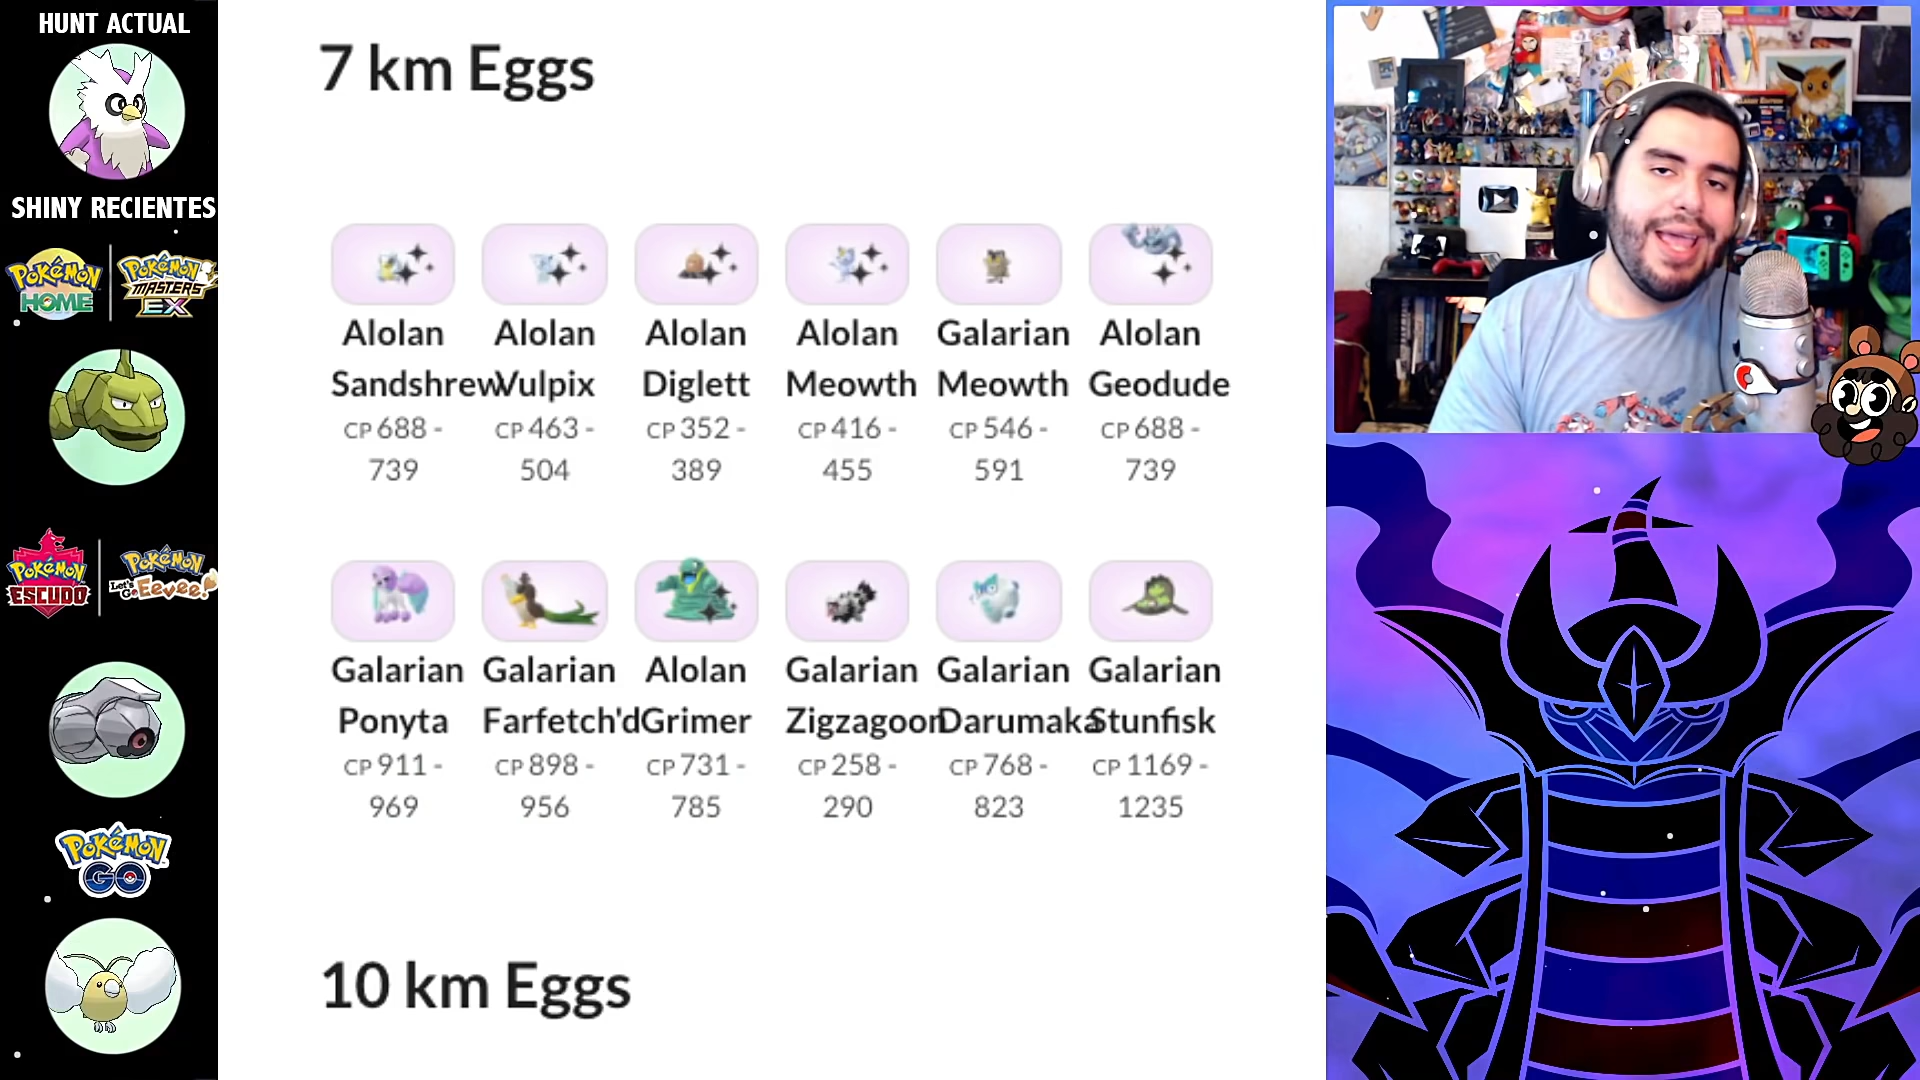 HUNT ACTUAL
SHINY RECIENTES
POKÉMON HOME
POKÉMON MASTERS EX
POKÉMON ESCUDO
POKÉMON Let's Go Eevee!
POKÉMON GO
7 km Eggs
Alolan Sandshrew
CP 688 - 739
Alolan Vulpix
CP 463 - 504
Alolan Diglett
CP 352 - 389
Alolan Meowth
CP 416 - 455
Galarian Meowth
CP 546 - 591
Alolan Geodude
CP 688 - 739
Galarian Ponyta
CP 911 - 969
Galarian Farfetch'd
CP 898 - 956
Alolan Grimer
CP 731 - 785
Galarian Zigzagoon
CP 258 - 290
Galarian Darumaka
CP 768 - 823
Galarian Stunfisk
CP 1169 - 1235
10 km Eggs